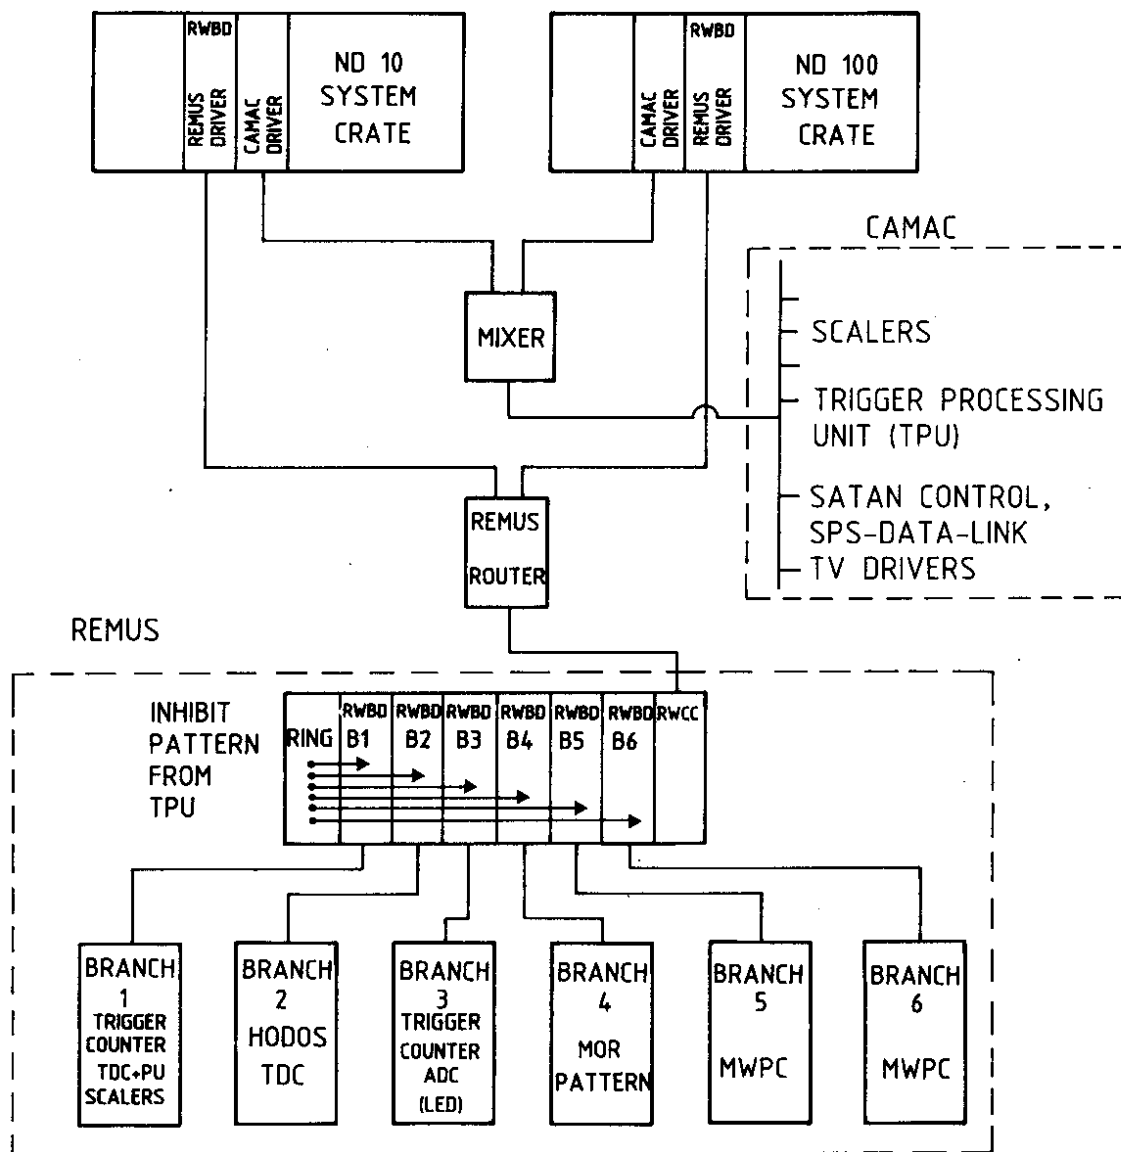 RWBD
REMUS
DRIVER
CAMAC
DRIVER
ND 10
SYSTEM
CRATE
RWBD
CAMAC
DRIVER
REMUS
DRIVER
ND 100
SYSTEM
CRATE
CAMAC
MIXER
SCALERS
TRIGGER PROCESSING
UNIT (TPU)
SATAN CONTROL,
SPS-DATA-LINK
TV DRIVERS
REMUS
ROUTER
REMUS
INHIBIT
PATTERN
FROM
TPU
RING
RWBD
B1
RWBD
B2
RWBD
B3
RWBD
B4
RWBD
B5
RWBD
B6
RWCC
BRANCH
1
TRIGGER
COUNTER
TDC+PU
SCALERS
BRANCH
2
HODOS
TDC
BRANCH
3
TRIGGER
COUNTER
ADC
(LED)
BRANCH
4
MOR
PATTERN
BRANCH
5
MWPC
BRANCH
6
MWPC